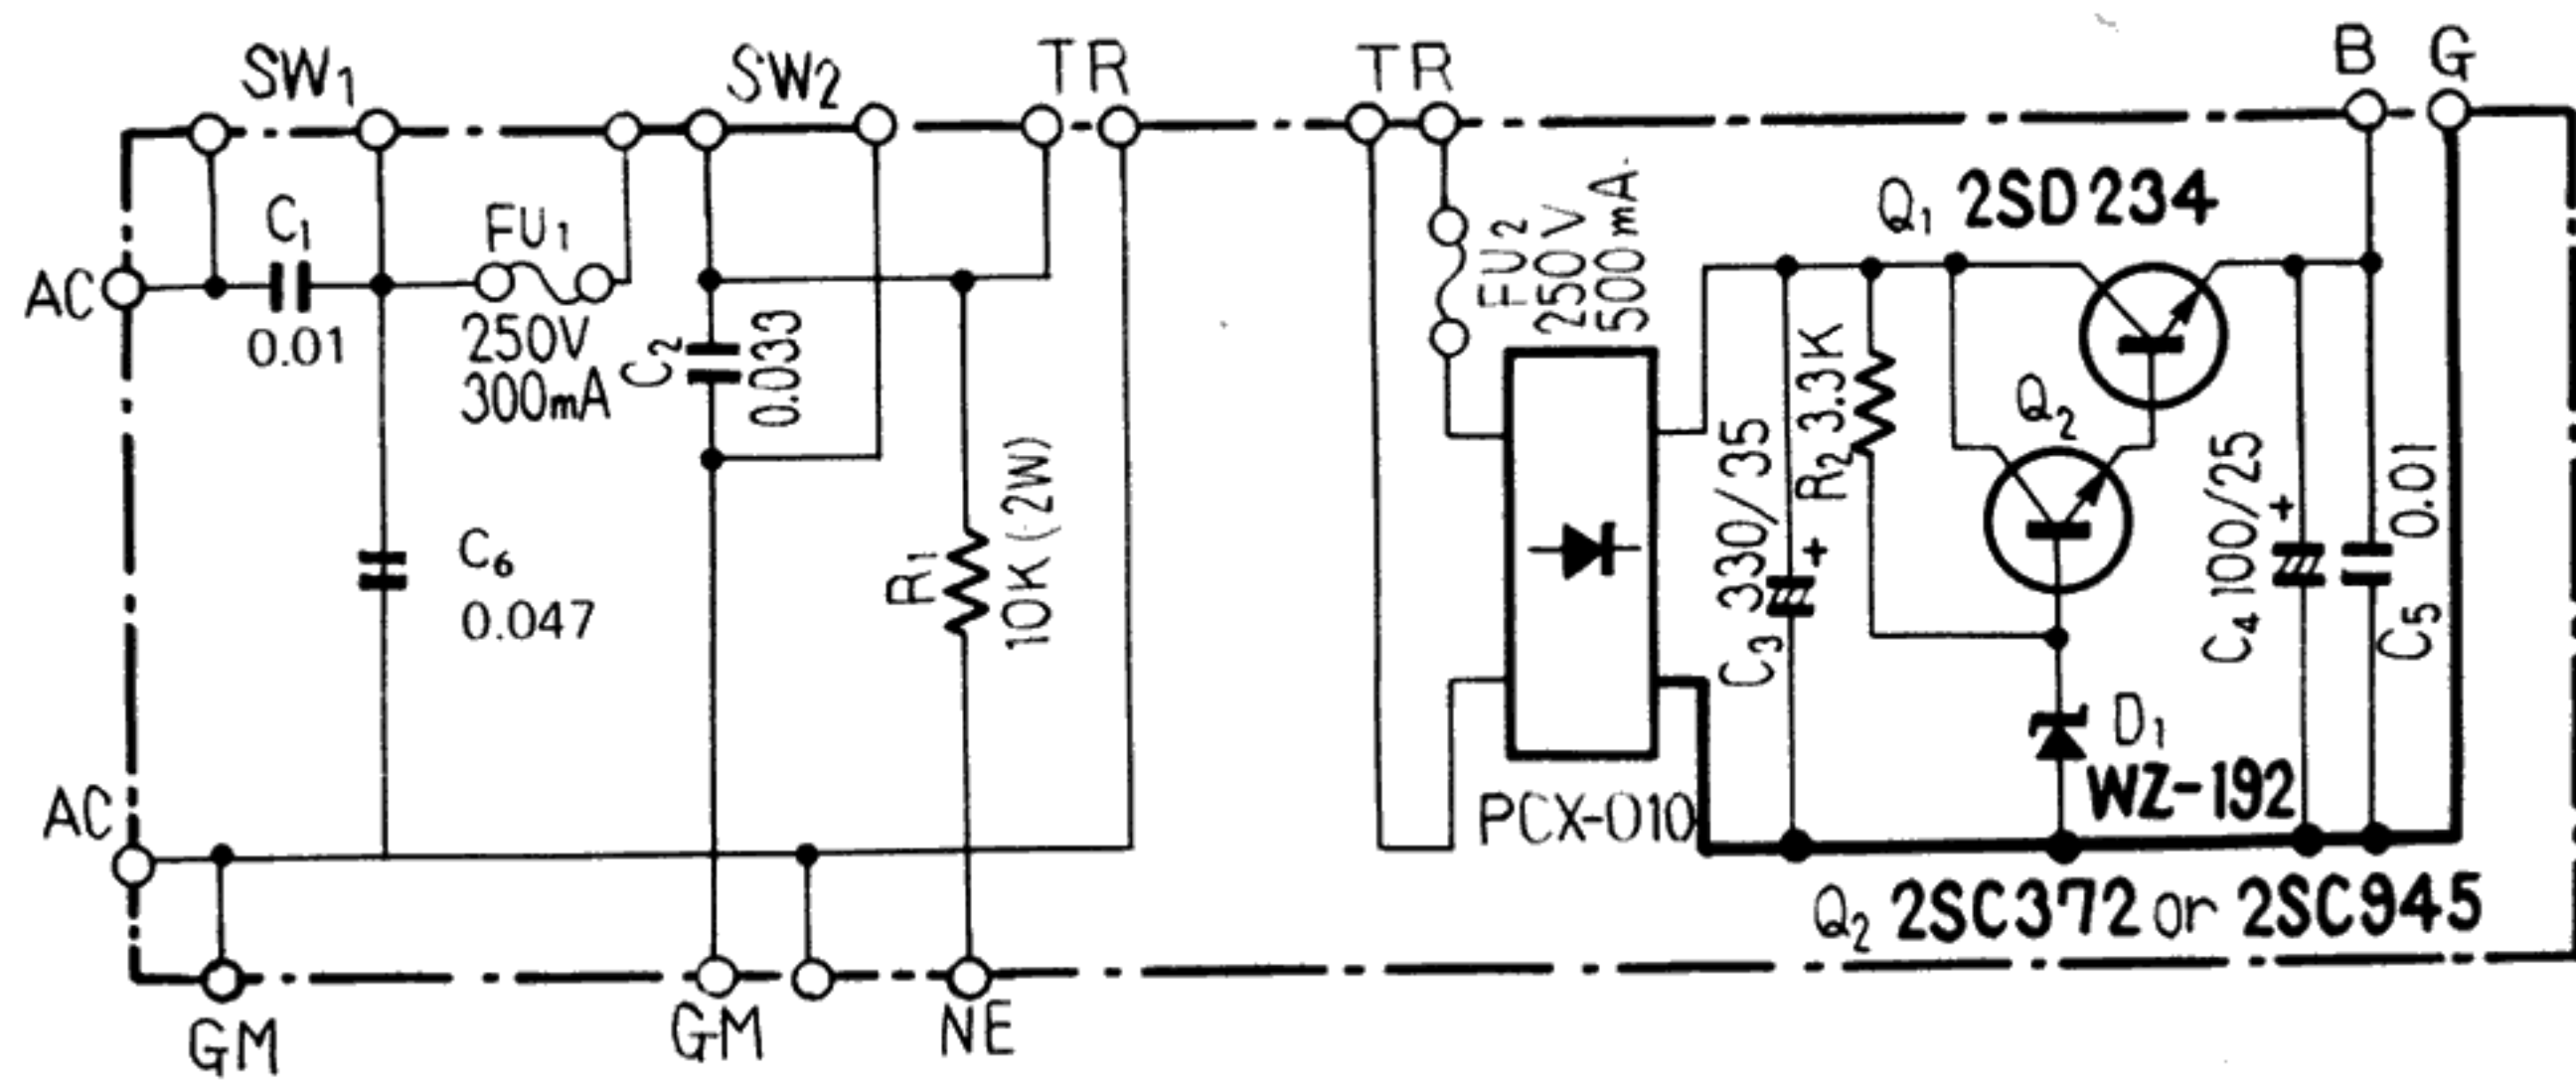 SW1
SW2
TR
TR
B
G
AC
C1
0.01
FU1
250V
300mA
C2
0.033
C6
0.047
R1
10K (2W)
AC
GM
GM
NE
FU2
250V
500mA
PCX-010
C3 330/35
+
R2 3.3K
Q1 2SD234
Q2
D1
WZ-192
C4 100/25
+
C5 0.01
Q2 2SC372 or 2SC945